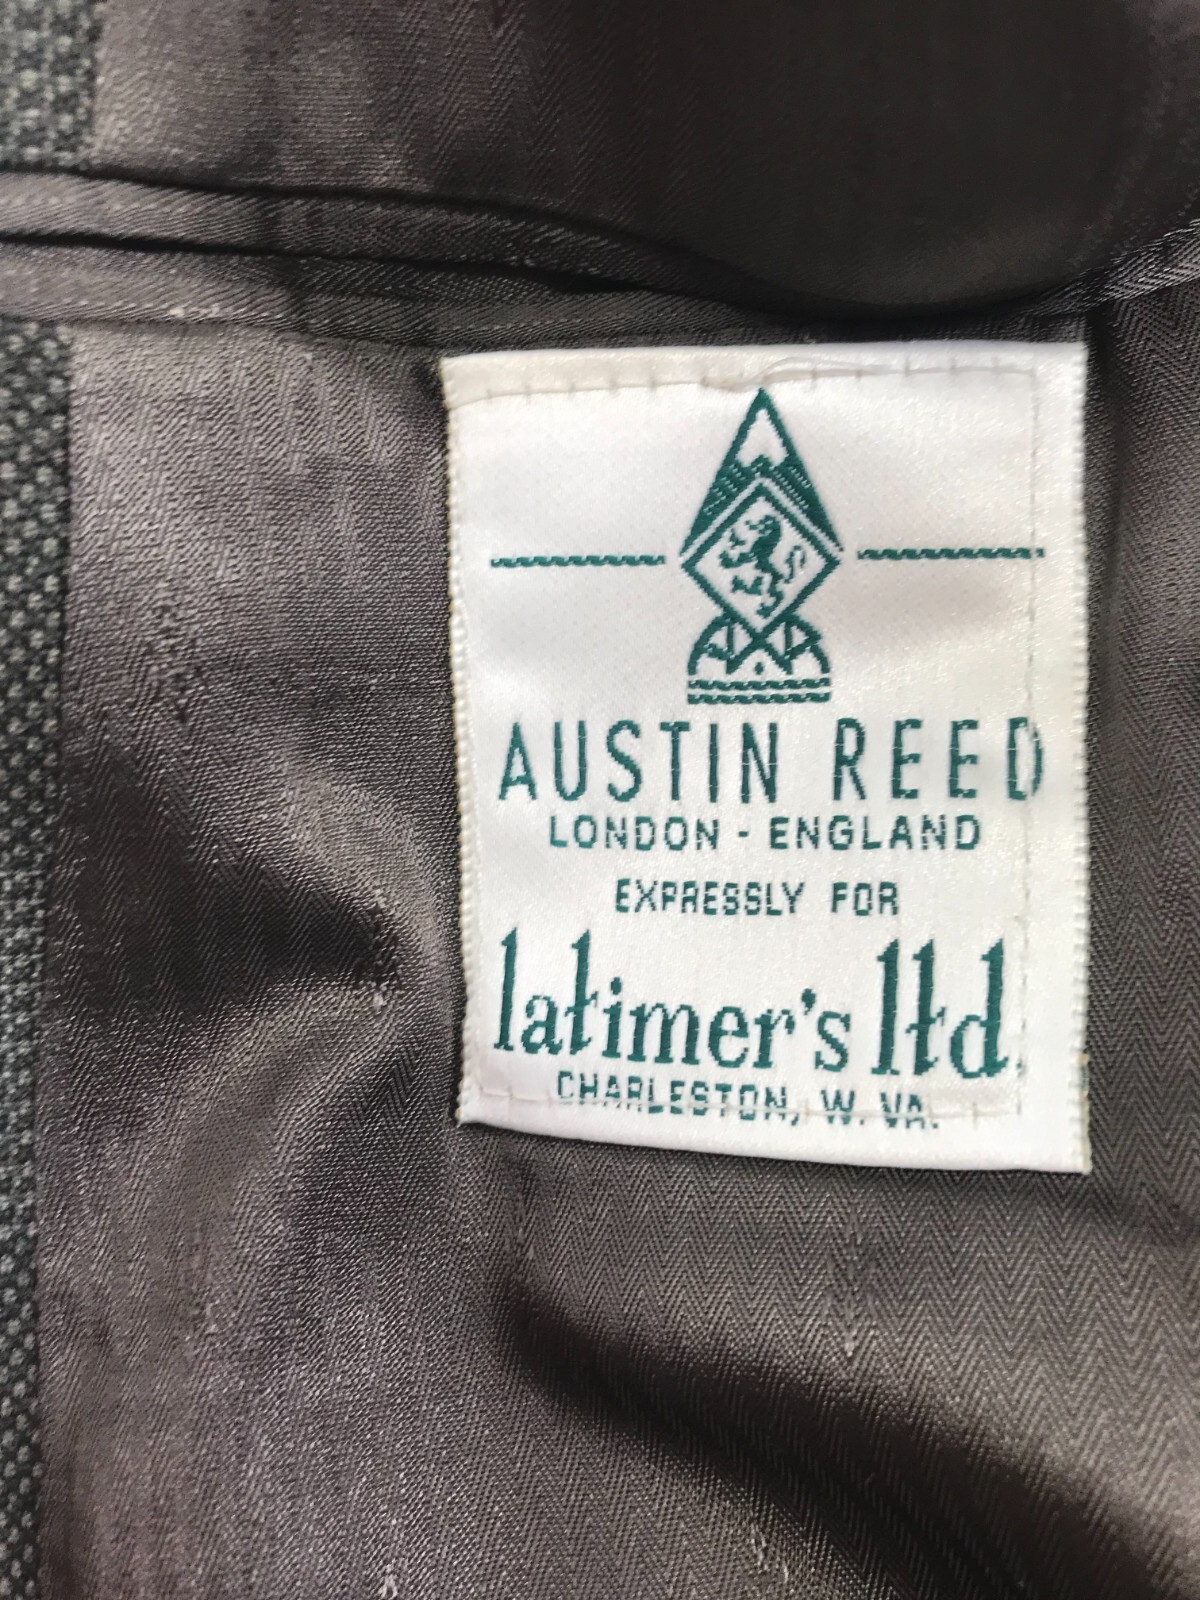 AUSTIN REED
LONDON - ENGLAND
EXPRESSLY FOR
latimer's ltd.
CHARLESTON, W. VA.